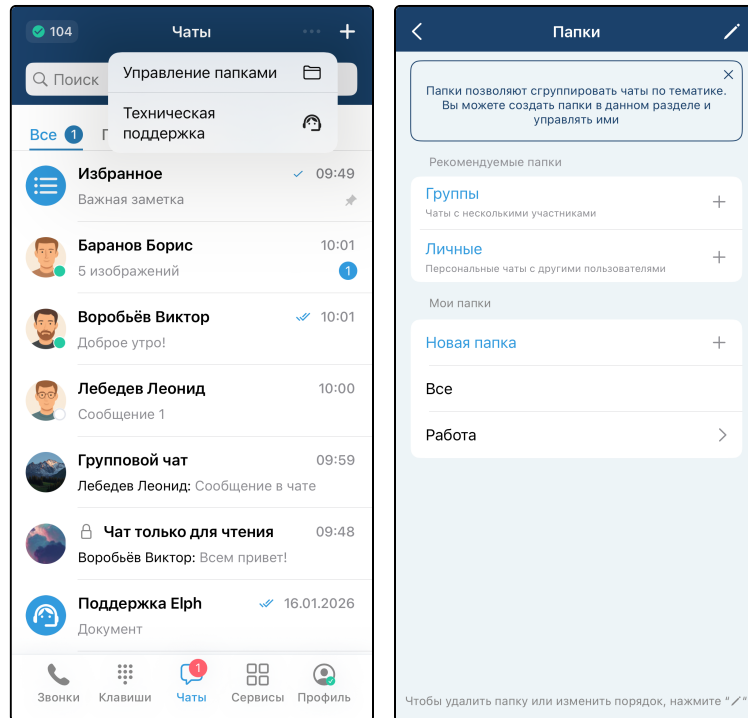 104
Чаты
Поиск
Управление папками
Техническая
поддержка
Все 1
Избранное 09:49
Важная заметка
Баранов Борис 10:01
5 изображений 1
Воробьёв Виктор 10:01
Доброе утро!
Лебедев Леонид 10:00
Сообщение 1
Групповой чат 09:59
Лебедев Леонид: Сообщение в чате
Чат только для чтения 09:48
Воробьёв Виктор: Всем привет!
Поддержка Elph 16.01.2026
Документ
1
Звонки Клавиши Чаты Сервисы Профиль
Папки
Папки позволяют сгруппировать чаты по тематике.
Вы можете создать папки в данном разделе и
управлять ими
Рекомендуемые папки
Группы
Чаты с несколькими участниками
Личные
Персональные чаты с другими пользователями
Мои папки
Новая папка
Все
Работа
Чтобы удалить папку или изменить порядок, нажмите "